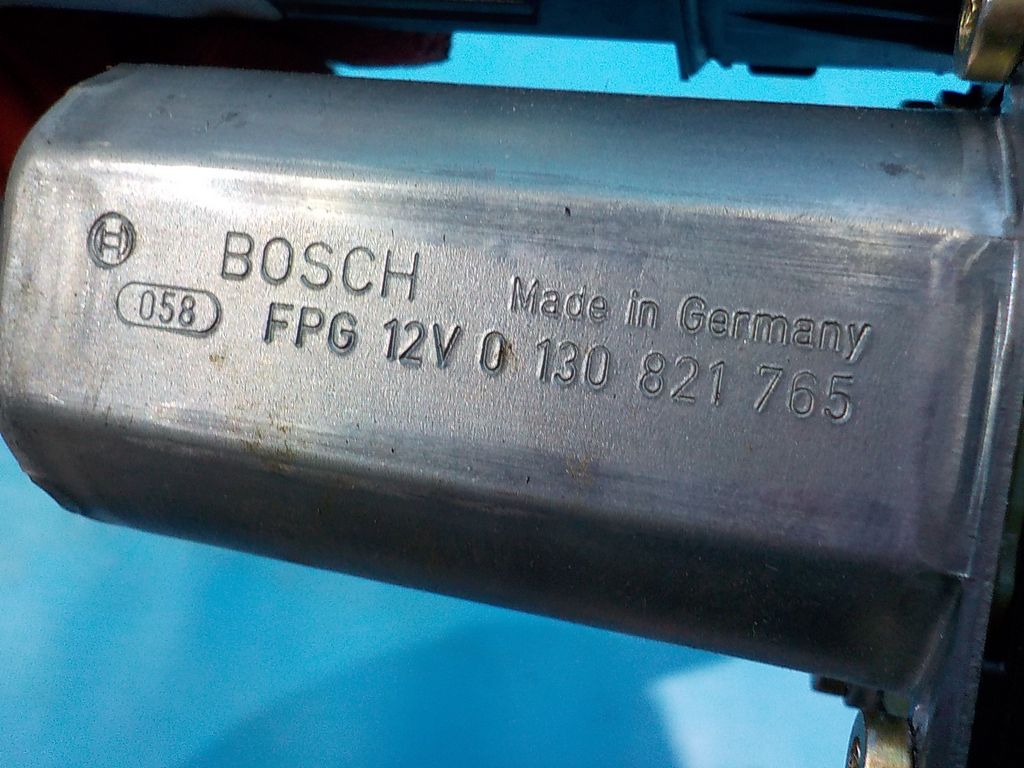 BOSCH
Made in Germany
058
FPG 12V 0 130 821 765